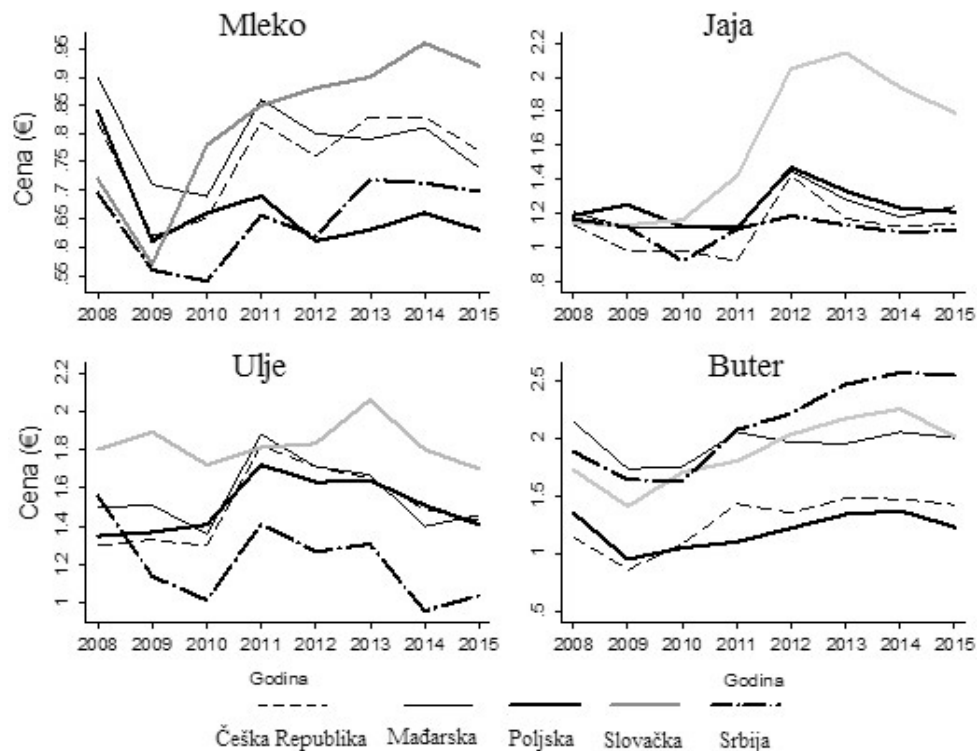 Mleko
Cena (€)
.95
.9
.85
.8
.75
.7
.65
.6
.55
2008 2009 2010 2011 2012 2013 2014 2015
Jaja
2.2
2
1.8
1.6
1.4
1.2
1
.8
2008 2009 2010 2011 2012 2013 2014 2015
Ulje
Cena (€)
2.2
2
1.8
1.6
1.4
1.2
1
2008 2009 2010 2011 2012 2013 2014 2015
Godina
Buter
2.5
2
1.5
1
.5
2008 2009 2010 2011 2012 2013 2014 2015
Godina
Češka Republika Mađarska Poljska Slovačka Srbija